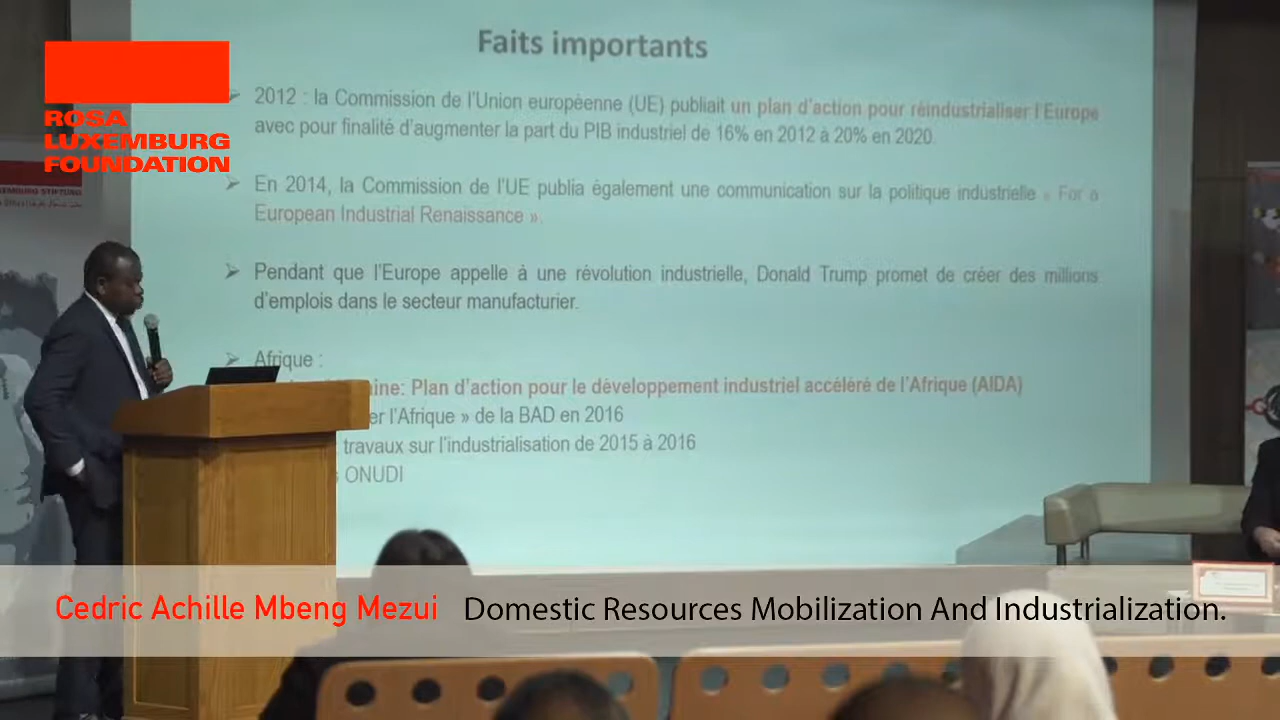 Faits importants
ROSA
LUXEMBURG
FOUNDATION
2012 : la Commission de l'Union européenne (UE) publiait un plan d'action pour réindustrialiser l'Europe
avec pour finalité d'augmenter la part du PIB industriel de 16% en 2012 à 20% en 2020.
En 2014, la Commission de l'UE publia également une communication sur la politique industrielle « For a
European Industrial Renaissance ».
Pendant que l'Europe appelle à une révolution industrielle, Donald Trump promet de créer des millions
d'emplois dans le secteur manufacturier.
Afrique :
Plan d'action pour le développement industriel accéléré de l'Afrique (AIDA)
l'Afrique » de la BAD en 2016
travaux sur l'industrialisation de 2015 à 2016
ONUDI
Cedric Achille Mbeng Mezui Domestic Resources Mobilization And Industrialization.